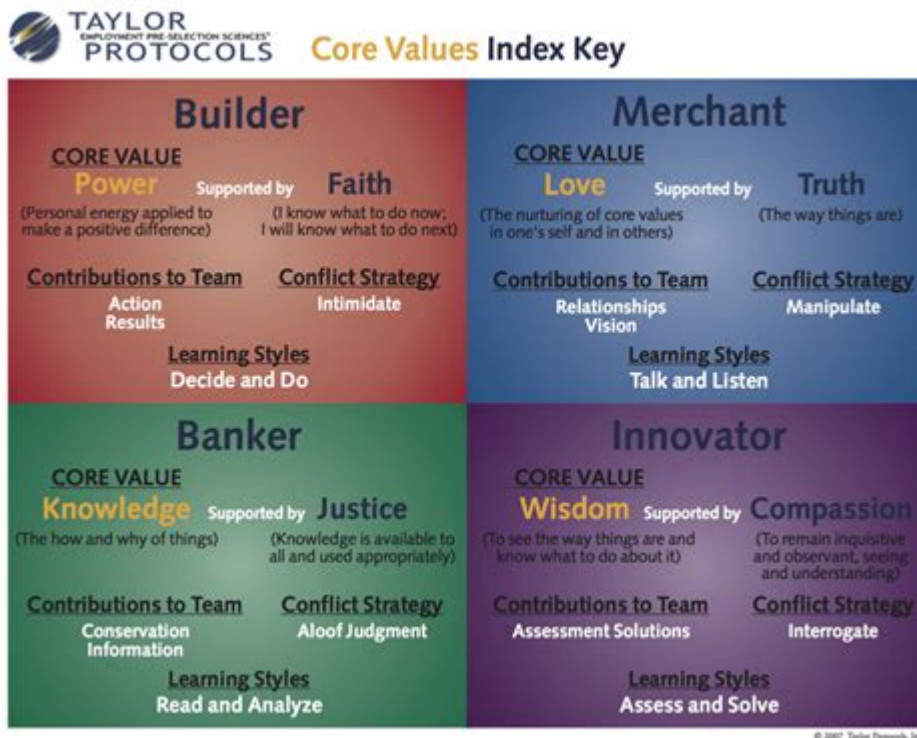 TAYLOR
EMPLOYMENT PRE-SELECTION SCIENCES™
PROTOCOLS
Core Values Index Key
Builder
CORE VALUE
Power Supported by Faith
(Personal energy applied to
make a positive difference)
(I know what to do now;
I will know what to do next)
Contributions to Team
Action
Results
Conflict Strategy
Intimidate
Learning Styles
Decide and Do
Merchant
CORE VALUE
Love Supported by Truth
(The nurturing of core values
in one's self and in others)
(The way things are)
Contributions to Team
Relationships
Vision
Conflict Strategy
Manipulate
Learning Styles
Talk and Listen
Banker
CORE VALUE
Knowledge Supported by Justice
(The how and why of things)
(Knowledge is available to
all and used appropriately)
Contributions to Team
Conservation
Information
Conflict Strategy
Aloof Judgment
Learning Styles
Read and Analyze
Innovator
CORE VALUE
Wisdom Supported by Compassion
(To see the way things are and
know what to do about it)
(To remain inquisitive
and observant, seeing
and understanding)
Contributions to Team
Assessment Solutions
Conflict Strategy
Interrogate
Learning Styles
Assess and Solve
© 2007 Taylor Protocols, In